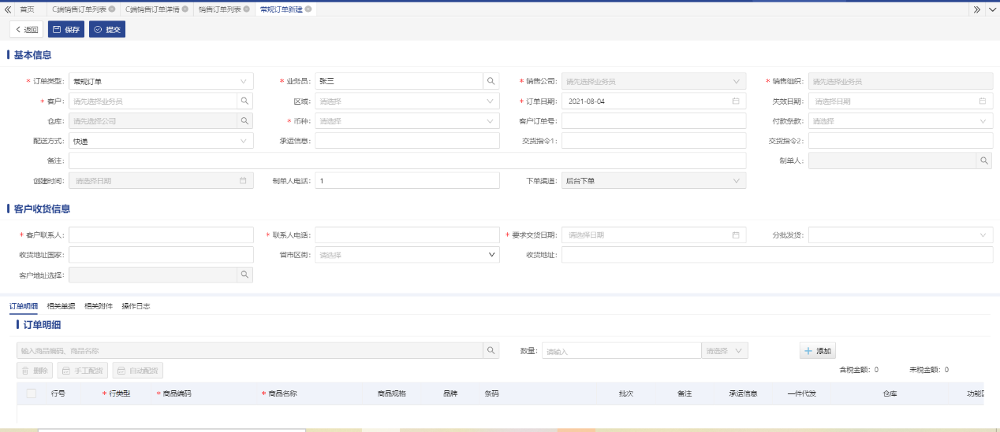 首页 C端销售订单列表 C端销售订单详情 销售订单列表 常规订单新建
返回 保存 提交
基本信息
* 订单类型: 常规订单 * 业务员: 张三 * 销售公司: 请先选择业务员 * 销售组织: 请先选择业务员
* 客户: 请先选择业务员 区域: 请选择 * 订单日期: 2021-08-04 失效日期: 请选择日期
仓库: 请先选择公司 * 币种: 请选择 客户订单号: 付款条款: 请选择
配送方式: 快递 承运信息: 交货指令1: 交货指令2:
备注: 制单人:
创建时间: 请选择日期 制单人电话: 1 下单渠道: 后台下单
客户收货信息
* 客户联系人: * 联系人电话: * 要求交货日期: 请选择日期 分批发货:
收货地址国家: 省市区街: 请选择 收货地址:
客户地址选择:
订单明细 相关单据 相关附件 操作日志
订单明细
输入商品编码、商品名称 数量: 请输入 请选择 添加
删除 手工配货 自动配货 含税金额: 0 未税金额: 0
行号 * 行类型 * 商品编码 * 商品名称 商品规格 品牌 条码 批次 备注 承运信息 一件代发 仓库 功能